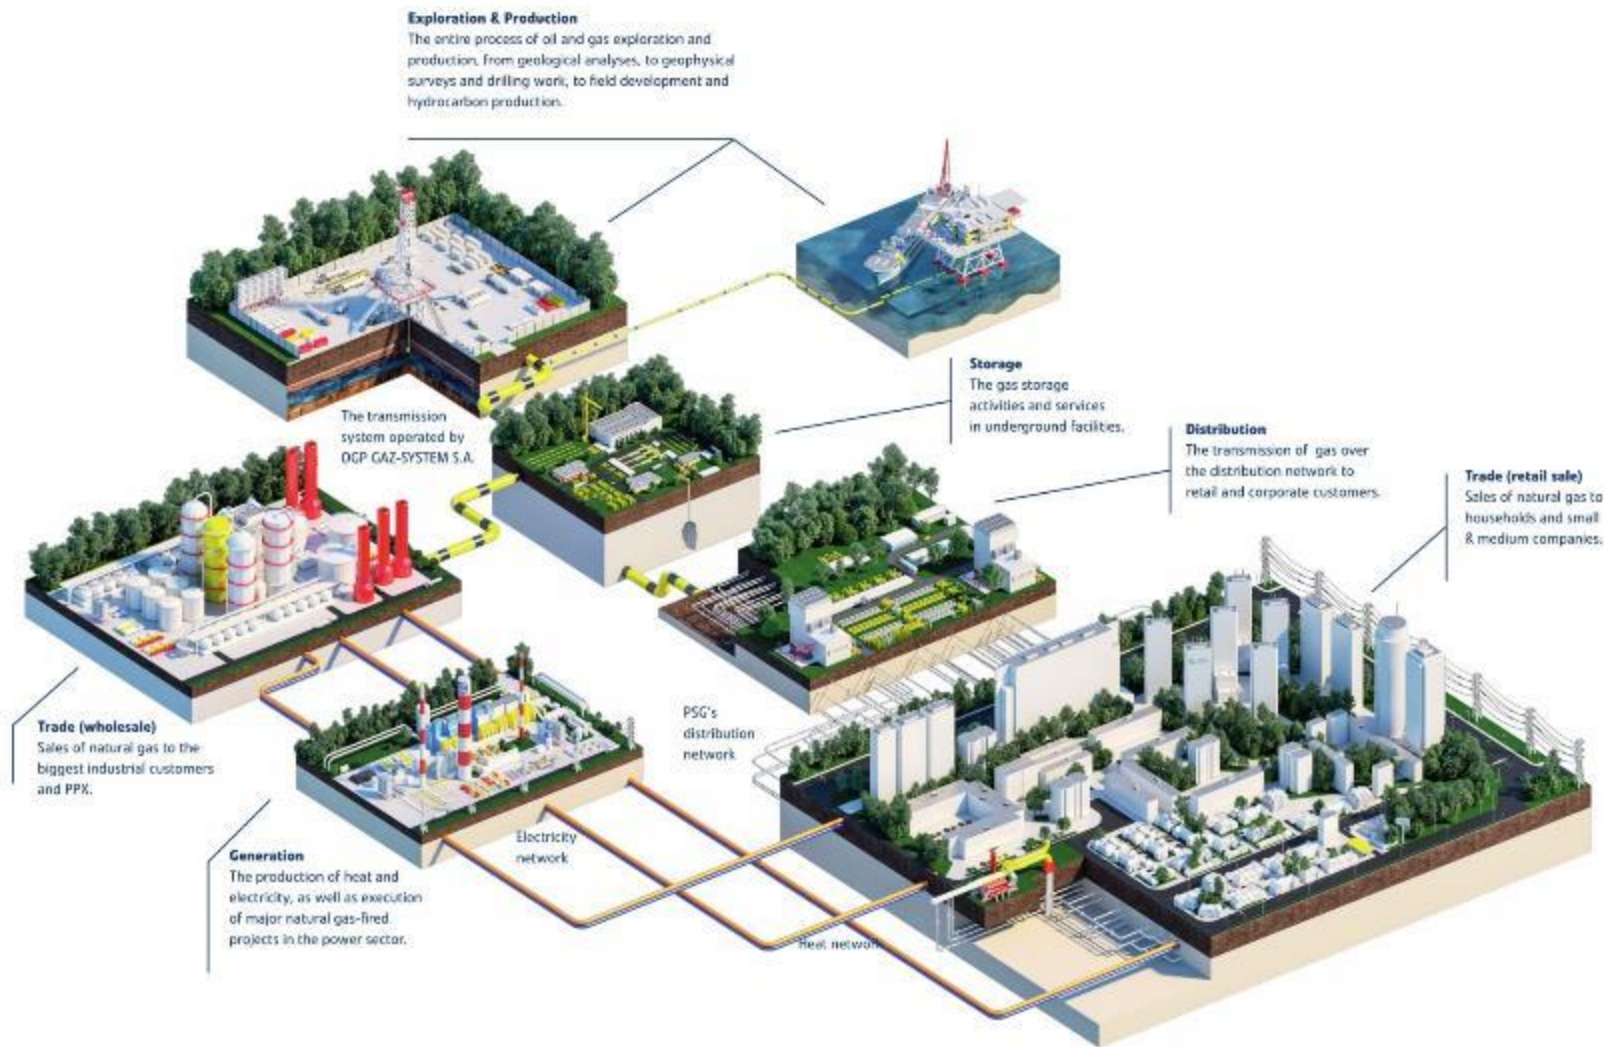 Exploration & Production
The entire process of oil and gas exploration and
production, from geological analyses, to geophysical
surveys and drilling work, to field development and
hydrocarbon production.
Storage
The gas storage
activities and services
in underground facilities.
The transmission
system operated by
OGP GAZ-SYSTEM S.A.
Distribution
The transmission of gas over
the distribution network to
retail and corporate customers.
Trade (retail sale)
Sales of natural gas to
households and small
& medium companies.
Trade (wholesale)
Sales of natural gas to the
biggest industrial customers
and PPX.
PSG's
distribution
network
Electricity
network
Generation
The production of heat and
electricity, as well as execution
of major natural gas-fired
projects in the power sector.
Heat network